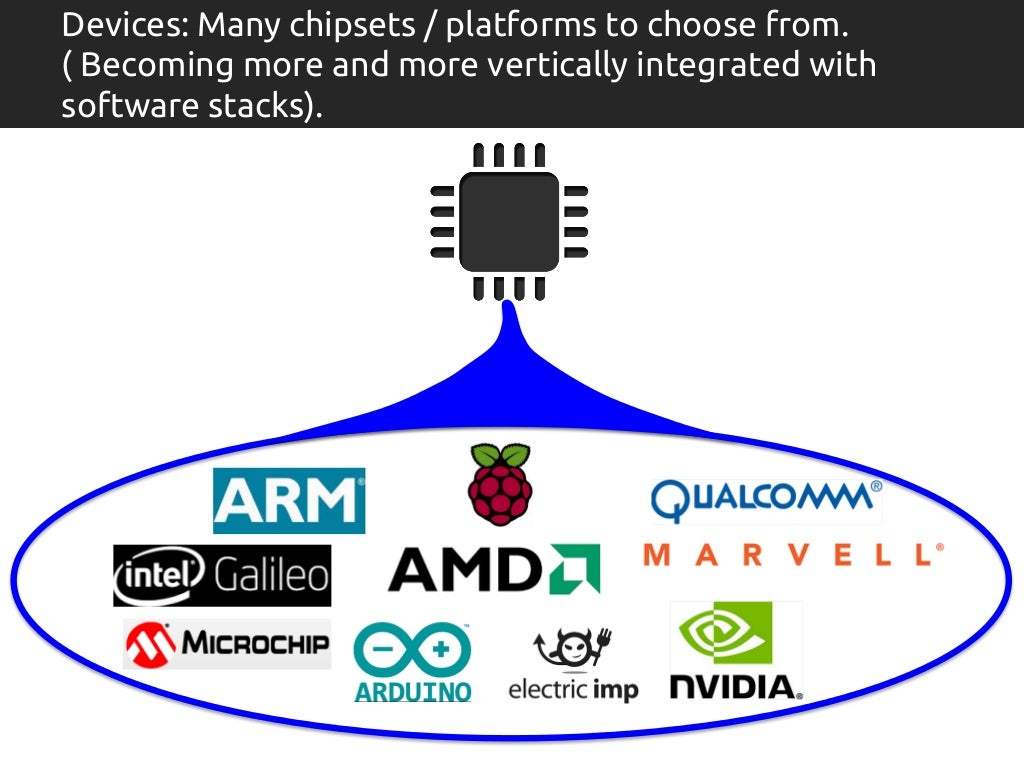 Devices: Many chipsets / platforms to choose from.
( Becoming more and more vertically integrated with
software stacks).
ARM®
QUALCOMM®
MARVELL®
intel Galileo
AMD
MICROCHIP
ARDUINO™
electric imp
NVIDIA®